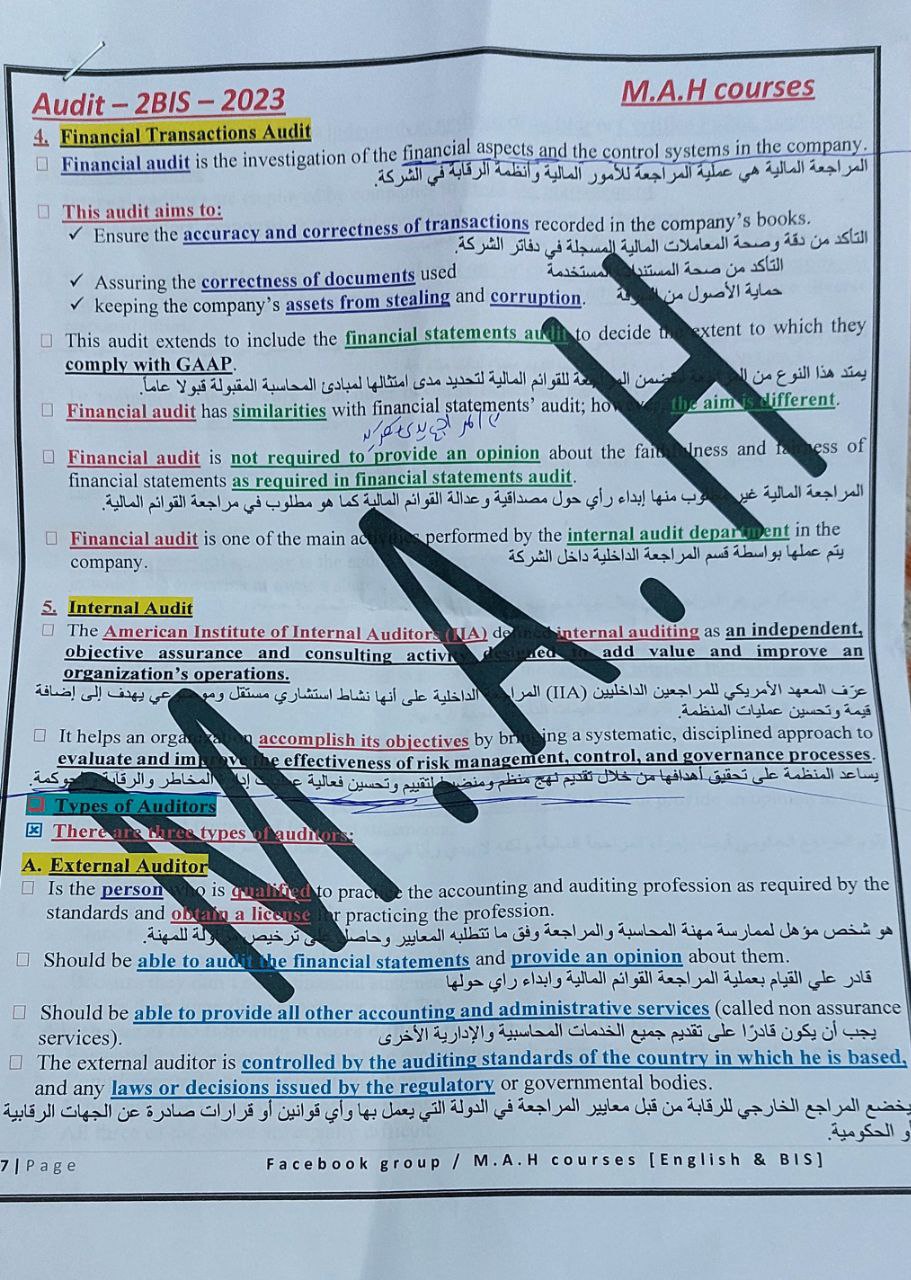 Audit – 2BIS – 2023
M.A.H courses
4. Financial Transactions Audit
Financial audit is the investigation of the financial aspects and the control systems in the company.
المراجعة المالية هي عملية المراجعة للأمور المالية وأنظمة الرقابة في الشركة
This audit aims to:
✓ Ensure the accuracy and correctness of transactions recorded in the company's books.
التأكد من دقة وصحة المعاملات المالية المسجلة في دفاتر الشركة.
✓ Assuring the correctness of documents used
التأكد من صحة المستندات المستخدمة
✓ keeping the company's assets from stealing and corruption.
حماية الأصول من السرقة
This audit extends to include the financial statements audit to decide the extent to which they
comply with GAAP.
يمتد هذا النوع من المراجعة ليتضمن المراجعة للقوائم المالية لتحديد مدى امتثالها لمبادئ المحاسبة المقبولة قبولا عاماً.
Financial audit has similarities with financial statements' audit; however, the aim is different.
Financial audit is not required to provide an opinion about the faithfulness and fairness of
financial statements as required in financial statements audit.
المراجعة المالية غير مطلوب منها إبداء رأي حول مصداقية وعدالة القوائم المالية كما هو مطلوب في مراجعة القوائم المالية.
Financial audit is one of the main activities performed by the internal audit department in the
company.
يتم عملها بواسطة قسم المراجعة الداخلية داخل الشركة
5. Internal Audit
The American Institute of Internal Auditors (IIA) defined internal auditing as an independent,
objective assurance and consulting activity designed to add value and improve an
organization's operations.
عرّف المعهد الأمريكي للمراجعين الداخليين (IIA) المراجعة الداخلية على أنها نشاط استشاري مستقل وموضوعي يهدف إلى إضافة
قيمة وتحسين عمليات المنظمة.
It helps an organization accomplish its objectives by bringing a systematic, disciplined approach to
evaluate and improve the effectiveness of risk management, control, and governance processes.
يساعد المنظمة على تحقيق أهدافها من خلال تقديم نهج منظم ومنضبط لتقييم وتحسين فعالية عمليات إدارة المخاطر والرقابة والحوكمة.
Types of Auditors
There are three types of auditors:
A. External Auditor
Is the person who is qualified to practice the accounting and auditing profession as required by the
standards and obtain a license for practicing the profession.
هو شخص مؤهل لممارسة مهنة المحاسبة والمراجعة وفق ما تتطلبه المعايير وحاصل على ترخيص مزاولة للمهنة.
Should be able to audit the financial statements and provide an opinion about them.
قادر علي القيام بعملية المراجعة القوائم المالية وابداء راي حولها
Should be able to provide all other accounting and administrative services (called non assurance
services).
يجب أن يكون قادرًا على تقديم جميع الخدمات المحاسبية والإدارية الأخرى
The external auditor is controlled by the auditing standards of the country in which he is based,
and any laws or decisions issued by the regulatory or governmental bodies.
يخضع المراجع الخارجي للرقابة من قبل معايير المراجعة في الدولة التي يعمل بها وأي قوانين أو قرارات صادرة عن الجهات الرقابية
أو الحكومية.
7 | Page
Facebook group / M.A.H courses [English & BIS]
M.A.H